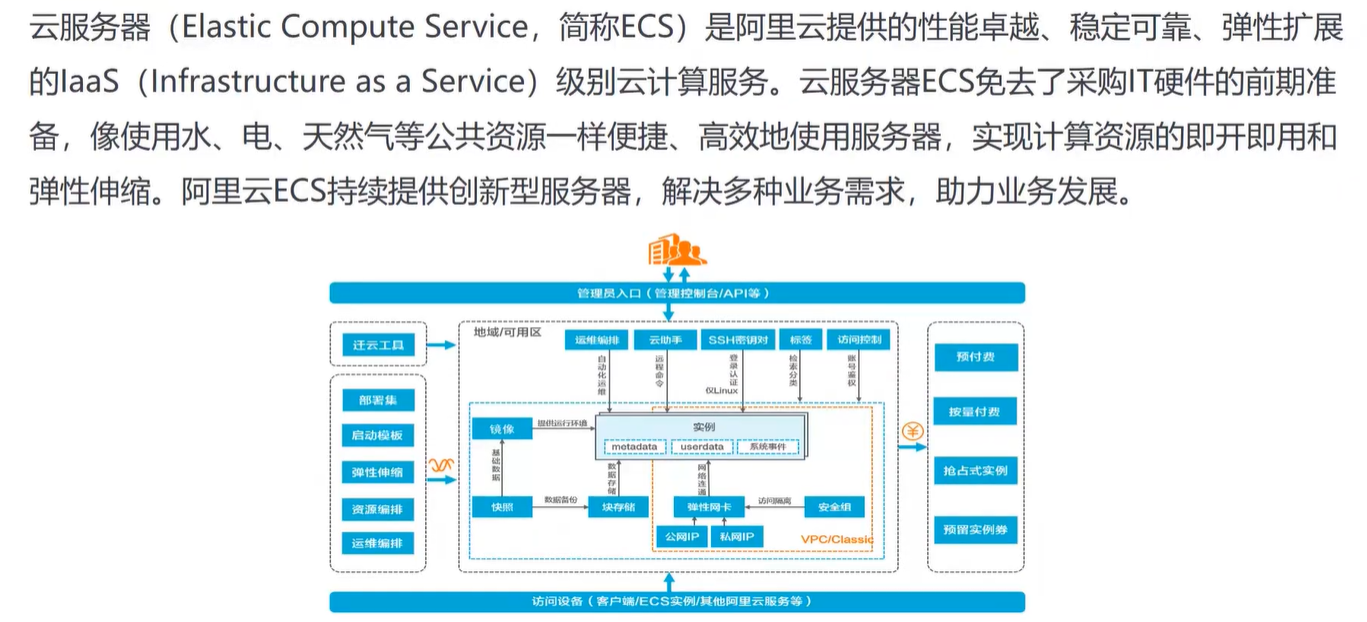 云服务器（Elastic Compute Service，简称ECS）是阿里云提供的性能卓越、稳定可靠、弹性扩展
的IaaS（Infrastructure as a Service）级别云计算服务。云服务器ECS免去了采购IT硬件的前期准
备，像使用水、电、天然气等公共资源一样便捷、高效地使用服务器，实现计算资源的即开即用和
弹性伸缩。阿里云ECS持续提供创新型服务器，解决多种业务需求，助力业务发展。
管理员入口（管理控制台/API等）
迁云工具
部署集
启动模板
弹性伸缩
资源编排
运维编排
地域/可用区
运维编排
云助手
SSH密钥对
标签
访问控制
自动化运维
远程命令
登录认证
仅Linux
检索分类
账号鉴权
镜像
提供运行环境
实例
metadata
userdata
系统事件
基础数据
数据存储
网络连通
快照
数据备份
块存储
弹性网卡
访问隔离
安全组
公网IP
私网IP
VPC/Classic
¥
预付费
按量付费
抢占式实例
预留实例券
访问设备（客户端/ECS实例/其他阿里云服务等）